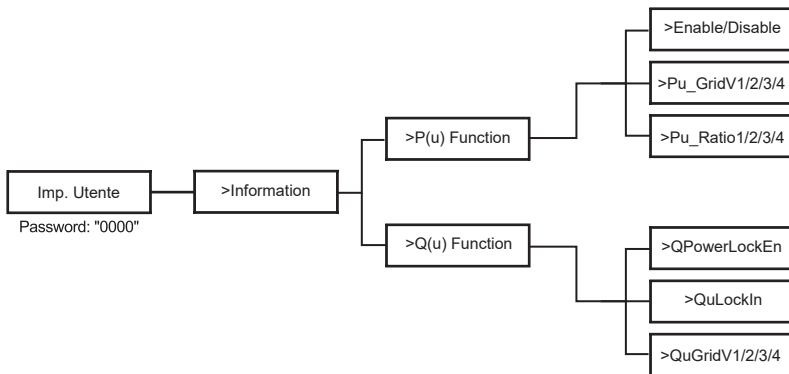 Imp. Utente
Password: "0000"
>Information
>P(u) Function
>Enable/Disable
>Pu_GridV1/2/3/4
>Pu_Ratio1/2/3/4
>Q(u) Function
>QPowerLockEn
>QuLockIn
>QuGridV1/2/3/4